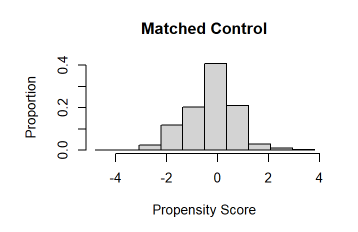 Matched Control
Proportion
0.4
0.2
0.0
-4 -2 0 2 4
Propensity Score